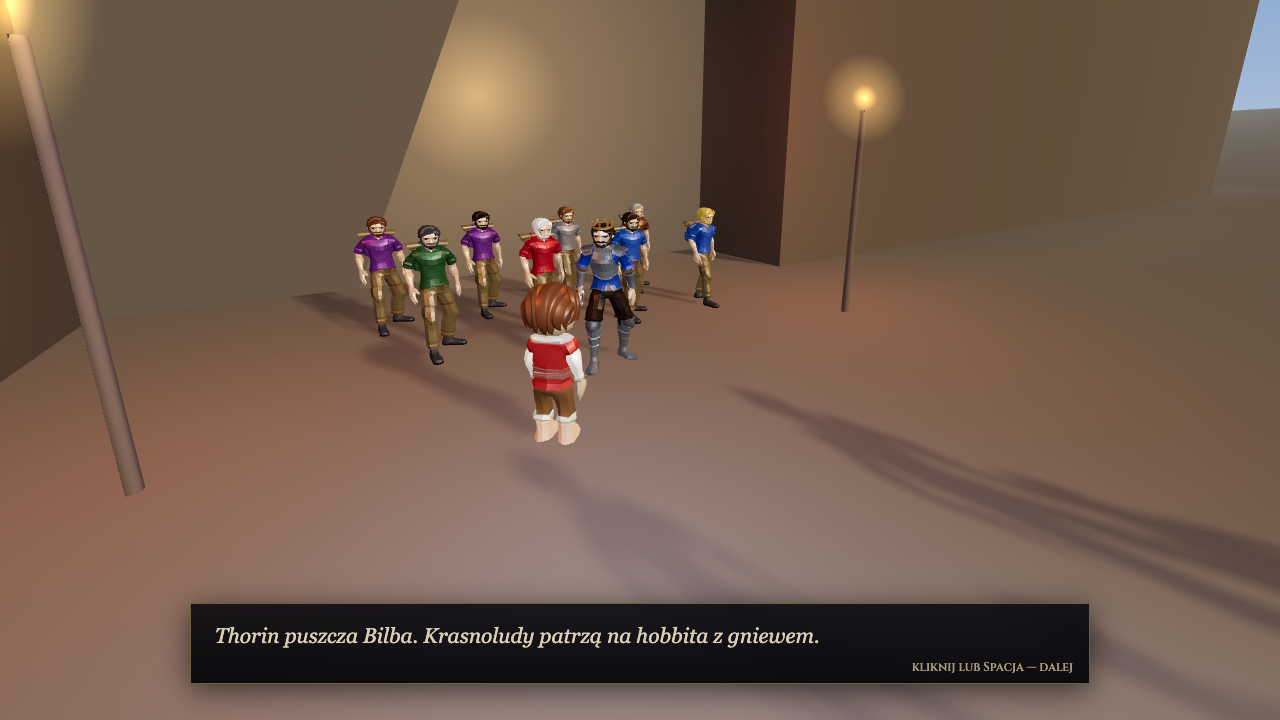 Thorin puszcza Bilba. Krasnoludy patrzą na hobbita z gniewem.
KLIKNIJ LUB SPACJA — DALEJ